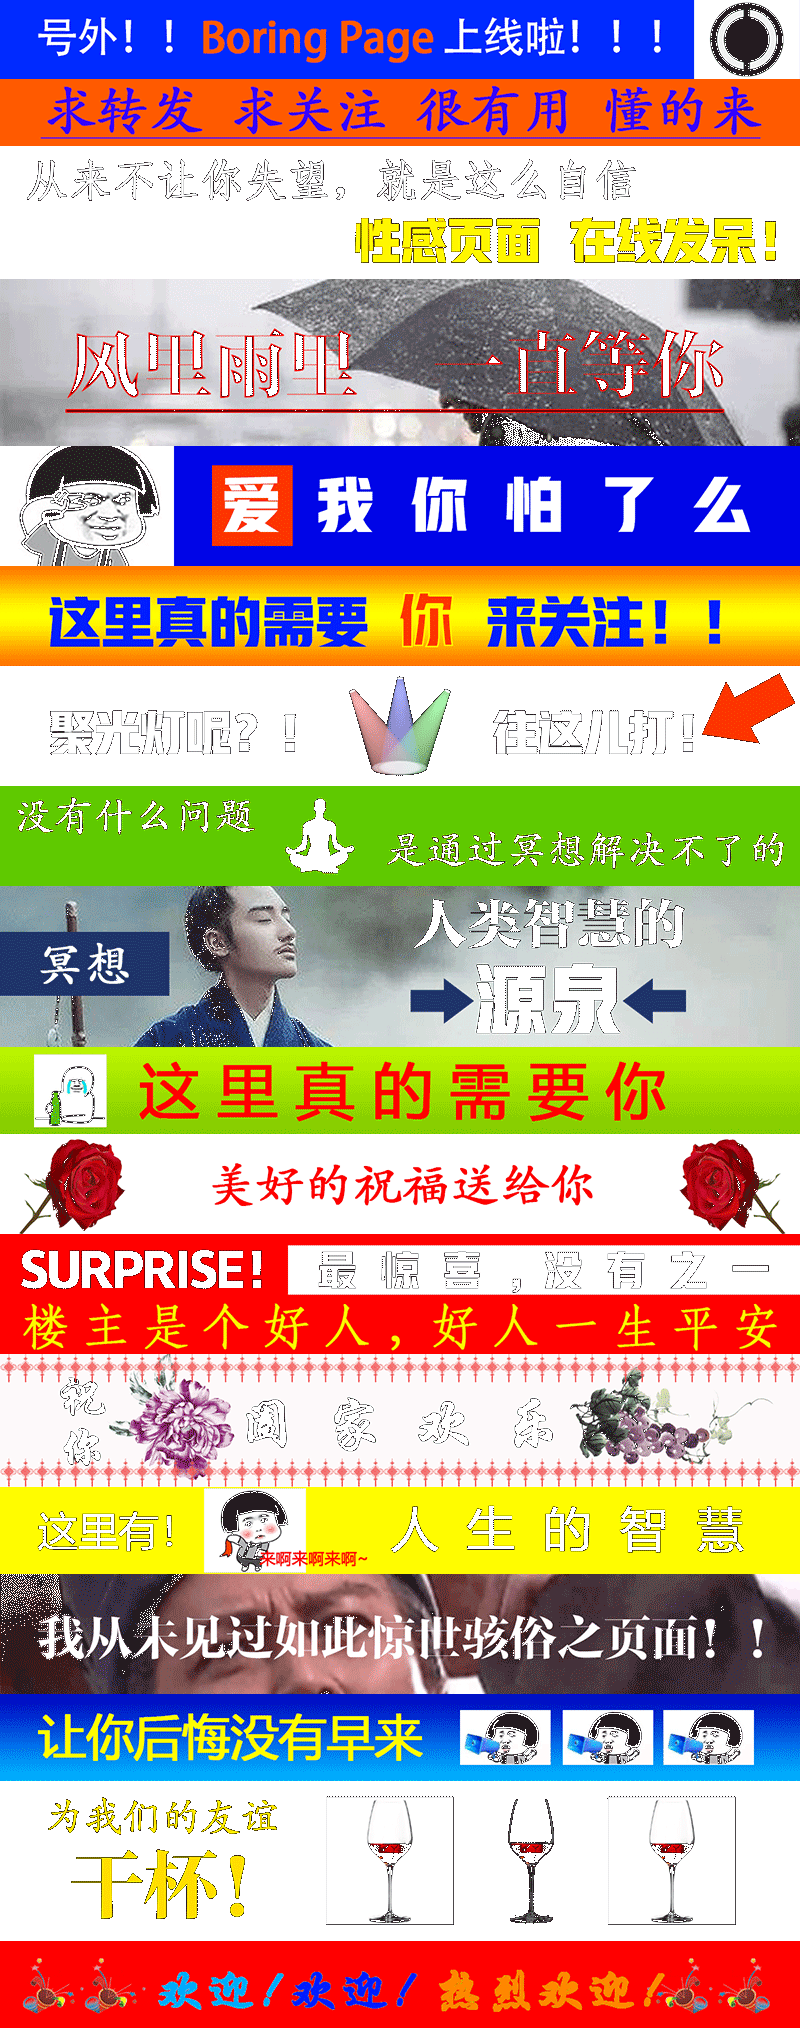 号外！！Boring Page 上线啦！！！
求转发 求关注 很有用 懂的来
从来不让你失望，就是这么自信
性感页面 在线发呆！
风里雨里 一直等你
爱我你怕了么
这里真的需要 你 来关注！！
聚光灯呢？！ 往这儿打！
没有什么问题
是通过冥想解决不了的
人类智慧的
冥想
源泉
这里真的需要你
美好的祝福送给你
SURPRISE！ 最惊喜，没有之一
楼主是个好人，好人一生平安
祝你 阖家欢乐
这里有！ 人生的智慧
来啊来啊来啊~
我从未见过如此惊世骇俗之页面！！
让你后悔没有早来
为我们的友谊
干杯！
欢迎！欢迎！热烈欢迎！